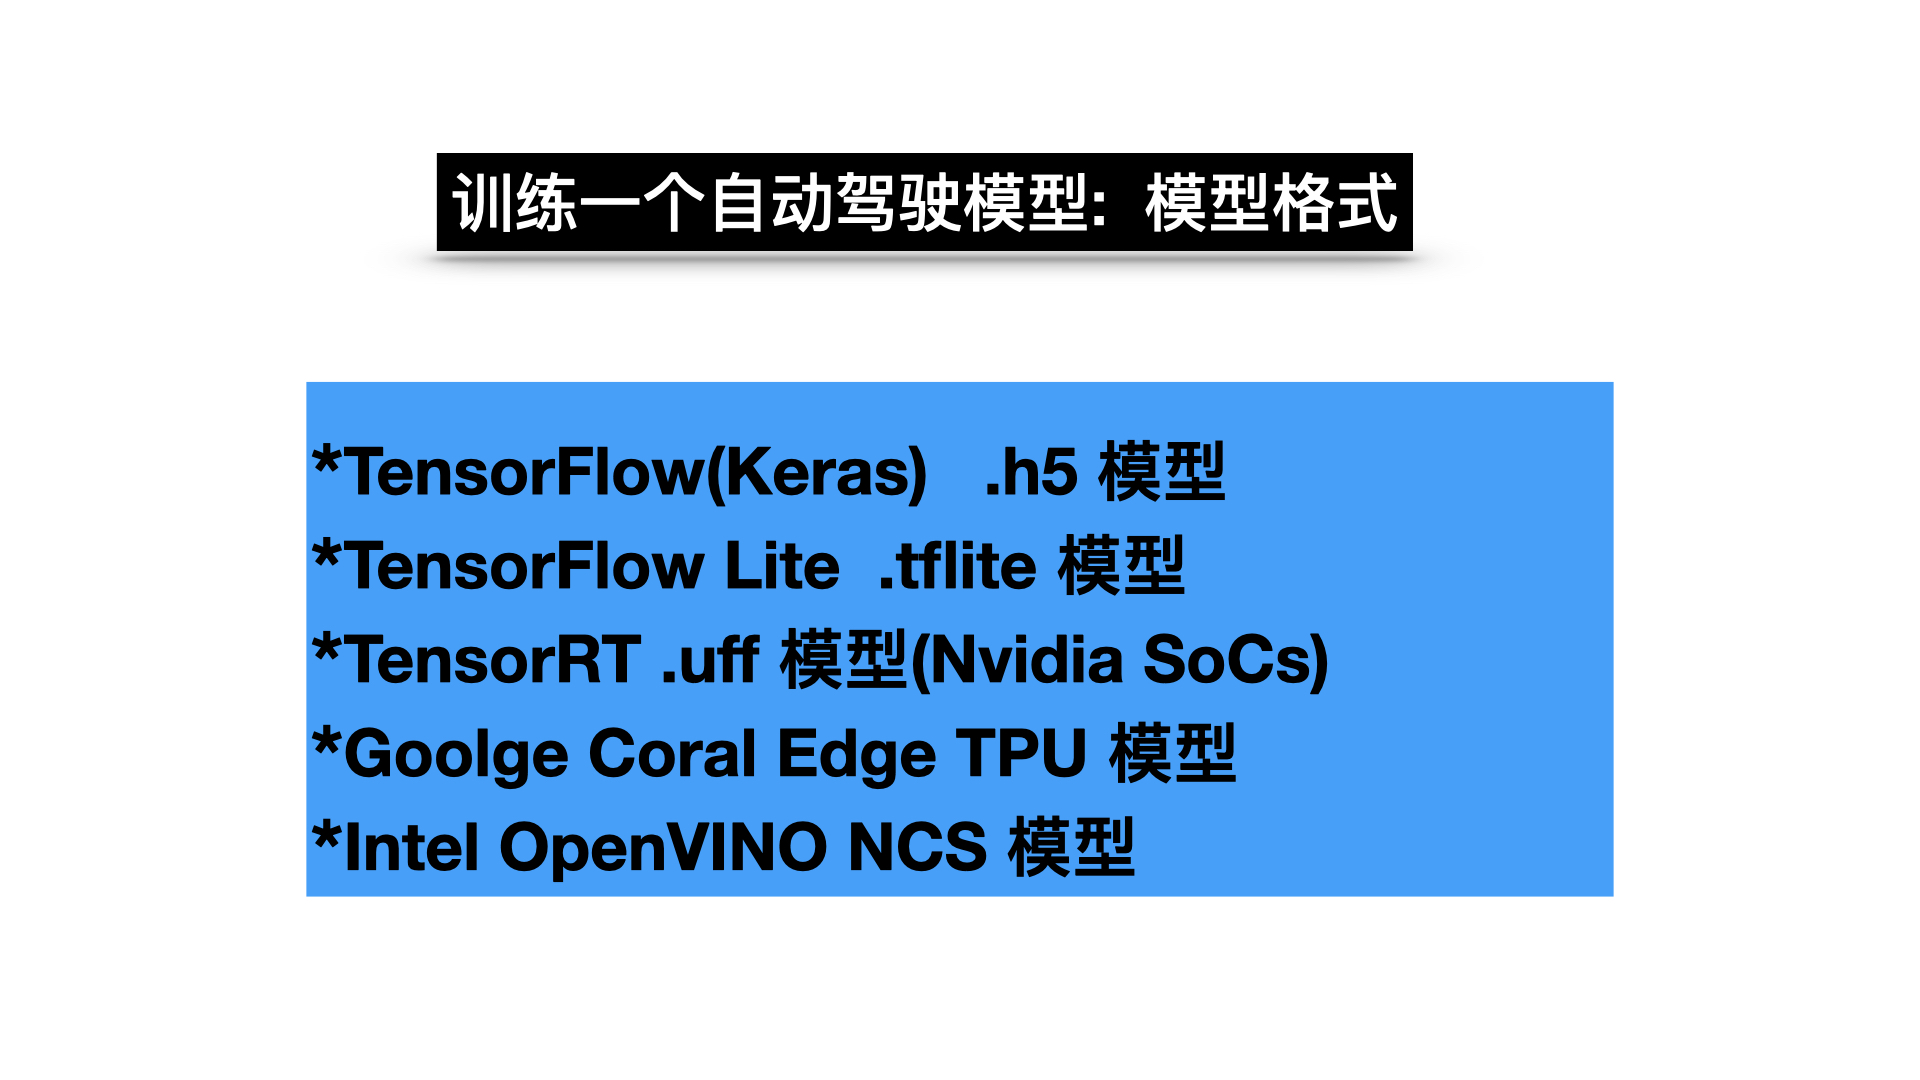 训练一个自动驾驶模型：模型格式
*TensorFlow(Keras) .h5 模型
*TensorFlow Lite .tflite 模型
*TensorRT .uff 模型(Nvidia SoCs)
*Goolge Coral Edge TPU 模型
*Intel OpenVINO NCS 模型